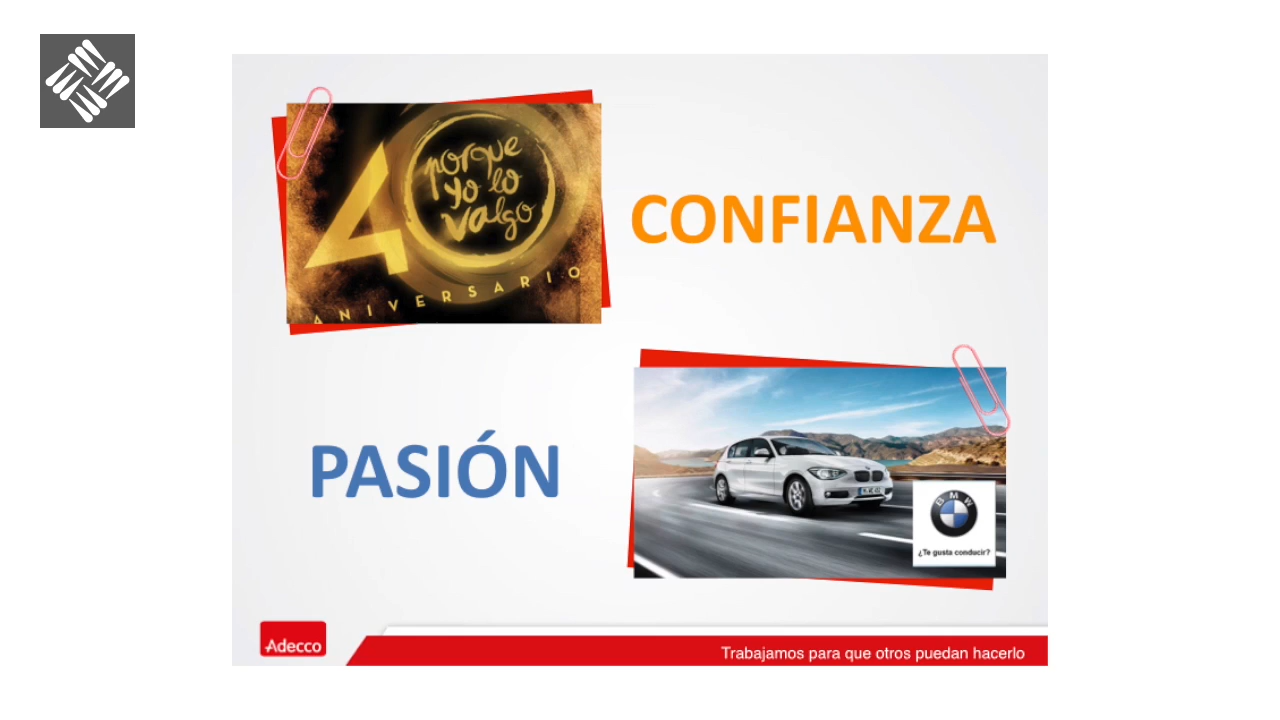 40
porque
yo lo
valgo
ANIVERSARIO
CONFIANZA
PASIÓN
BMW
¿Te gusta conducir?
Adecco
Trabajamos para que otros puedan hacerlo